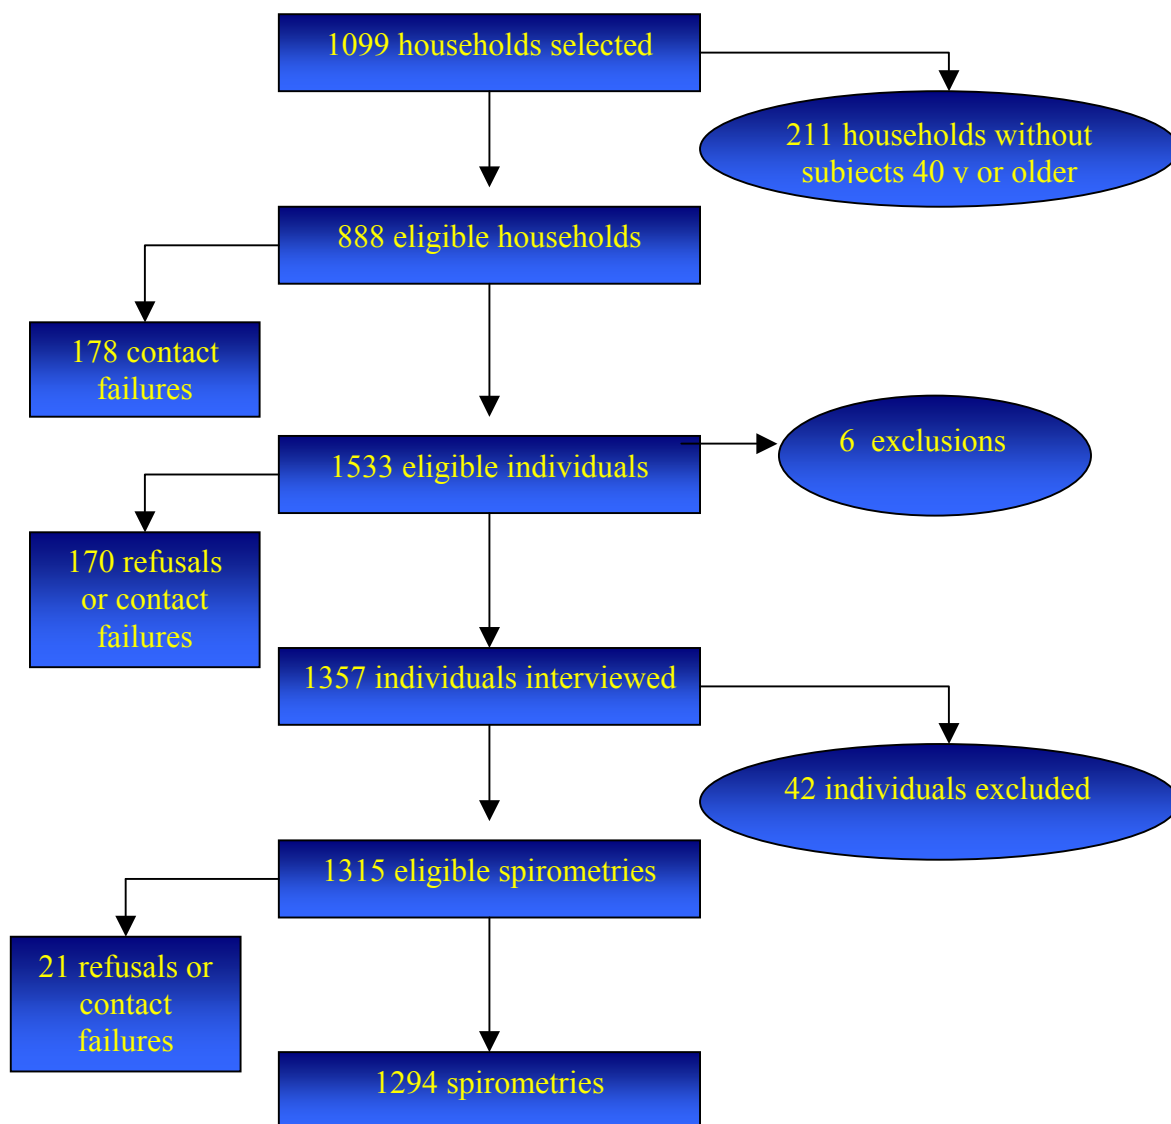 1099 households selected
211 households without
subjects 40 y or older
888 eligible households
178 contact
failures
1533 eligible individuals
6 exclusions
170 refusals
or contact
failures
1357 individuals interviewed
42 individuals excluded
1315 eligible spirometries
21 refusals or
contact
failures
1294 spirometries